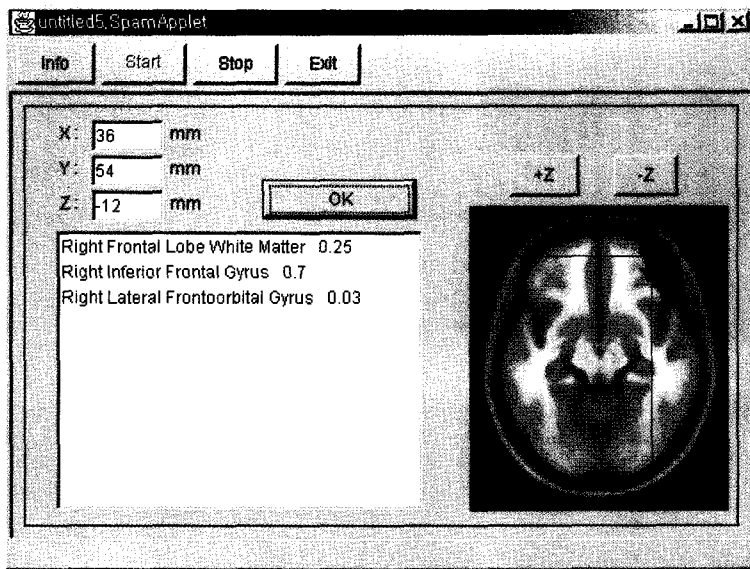 untitled5.SpamApplet
Info Start Stop Exit
X: 36 mm
Y: 54 mm
Z: -12 mm
OK
+Z -Z
Right Frontal Lobe White Matter 0.25
Right Inferior Frontal Gyrus 0.7
Right Lateral Frontoorbital Gyrus 0.03